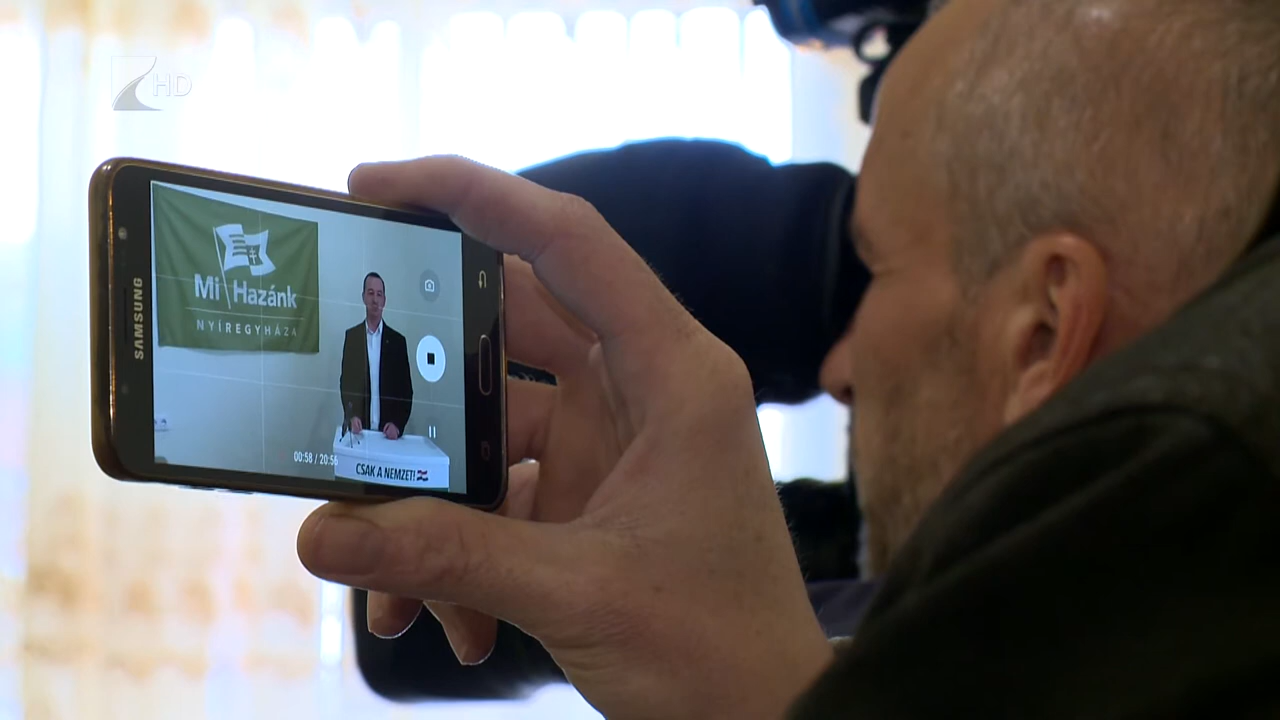 HD
SAMSUNG
Mi Hazánk
NYÍREGYHÁZA
00:58 / 20:56
CSAK A NEMZET!